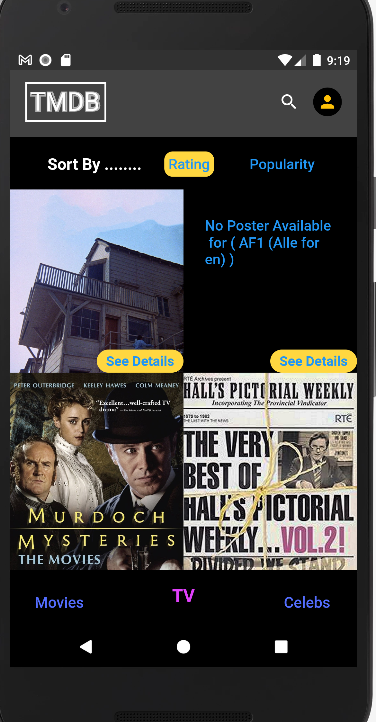 9:19
TMDB
Sort By ........
Rating
Popularity
No Poster Available
for ( AF1 (Alle for
en) )
See Details
See Details
PETER OUTERBRIDGE KEELEY HAWES COLM MEANEY
"Excellent...well-crafted TV
drama"
MURDOCH
MYSTERIES
THE MOVIES
RTÉ Archives present
HALL'S PICTORIAL WEEKLY
Incorporating The Provincial Vindicator
RTÉ
THE VERY
BEST OF
HALL'S PICTORIAL
WEEKLY...VOL.2!
DIVIDED WE STAND
Movies
TV
Celebs